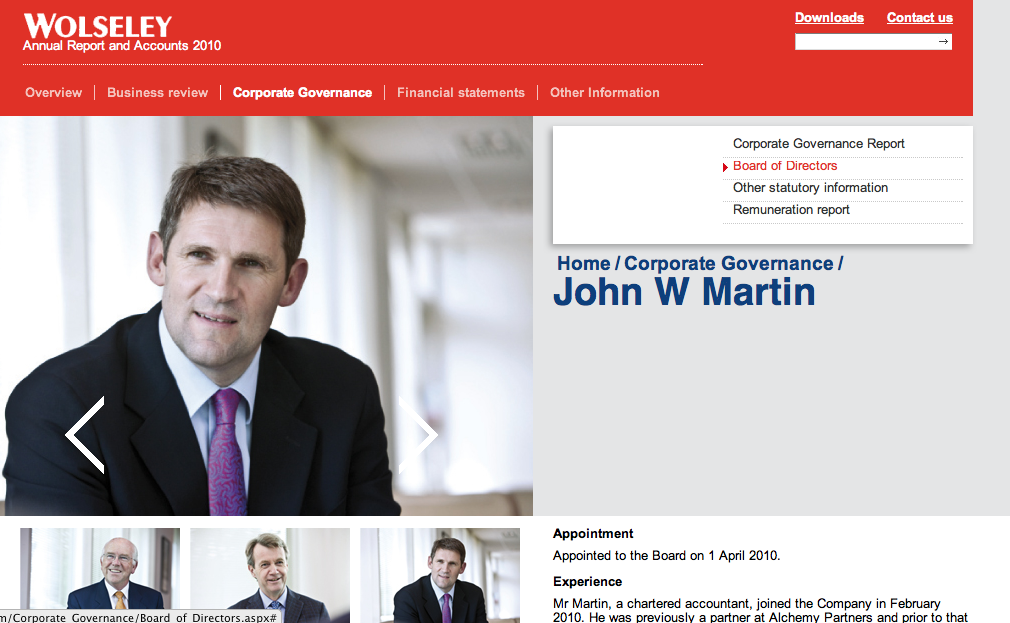 WOLSELEY
Annual Report and Accounts 2010
Downloads
Contact us
Overview
Business review
Corporate Governance
Financial statements
Other Information
Corporate Governance Report
Board of Directors
Other statutory information
Remuneration report
Home / Corporate Governance /
John W Martin
Appointment
Appointed to the Board on 1 April 2010.
Experience
Mr Martin, a chartered accountant, joined the Company in February
2010. He was previously a partner at Alchemy Partners and prior to that
m/Corporate_Governance/Board_of_Directors.aspx#